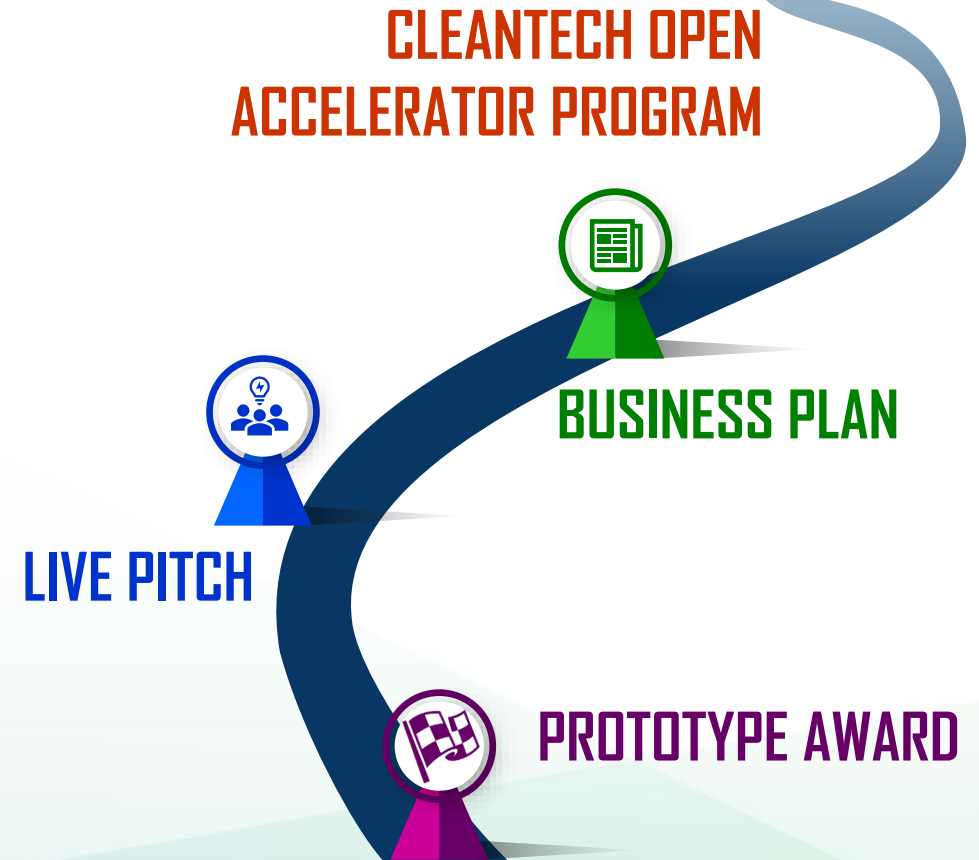 CLEANTECH OPEN
ACCELERATOR PROGRAM
BUSINESS PLAN
LIVE PITCH
PROTOTYPE AWARD